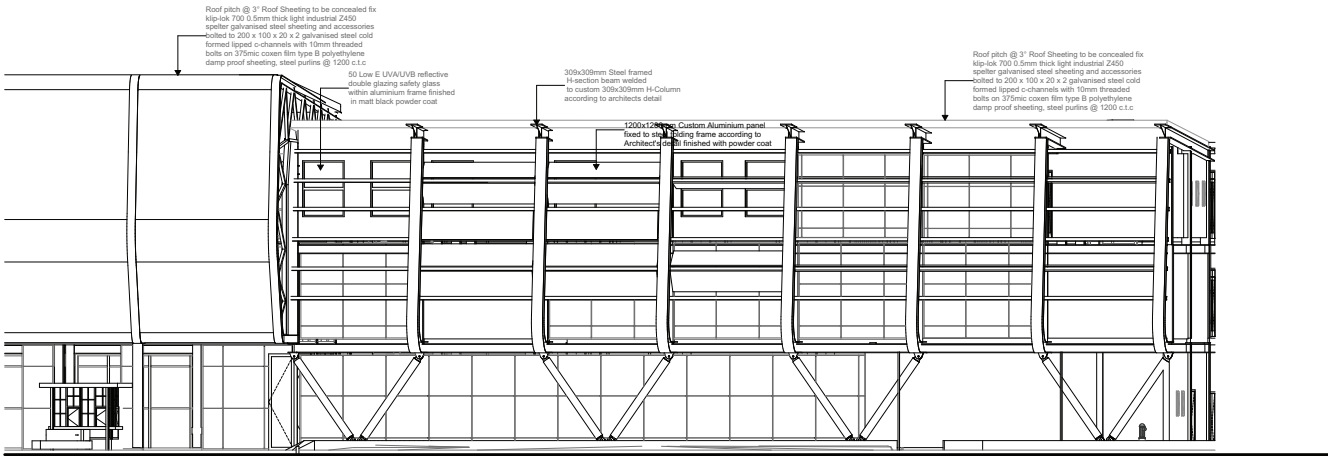 Roof pitch @ 3° Roof Sheeting to be concealed fix
klip-lok 700 0.5mm thick light industrial Z450
spelter galvanised steel sheeting and accessories
bolted to 200 x 100 x 20 x 2 galvanised steel cold
formed lipped c-channels with 10mm threaded
bolts on 375mic coxen film type B polyethylene
damp proof sheeting, steel purlins @ 1200 c.t.c
50 Low E UVA/UVB reflective
double glazing safety glass
within aluminium frame finished
in matt black powder coat
309x309mm Steel framed
H-section beam welded
to custom 309x309mm H-Column
according to architects detail
1200x1200mm Custom Aluminium panel
fixed to steel folding frame according to
Architect's detail finished with powder coat
Roof pitch @ 3° Roof Sheeting to be concealed fix
klip-lok 700 0.5mm thick light industrial Z450
spelter galvanised steel sheeting and accessories
bolted to 200 x 100 x 20 x 2 galvanised steel cold
formed lipped c-channels with 10mm threaded
bolts on 375mic coxen film type B polyethylene
damp proof sheeting, steel purlins @ 1200 c.t.c